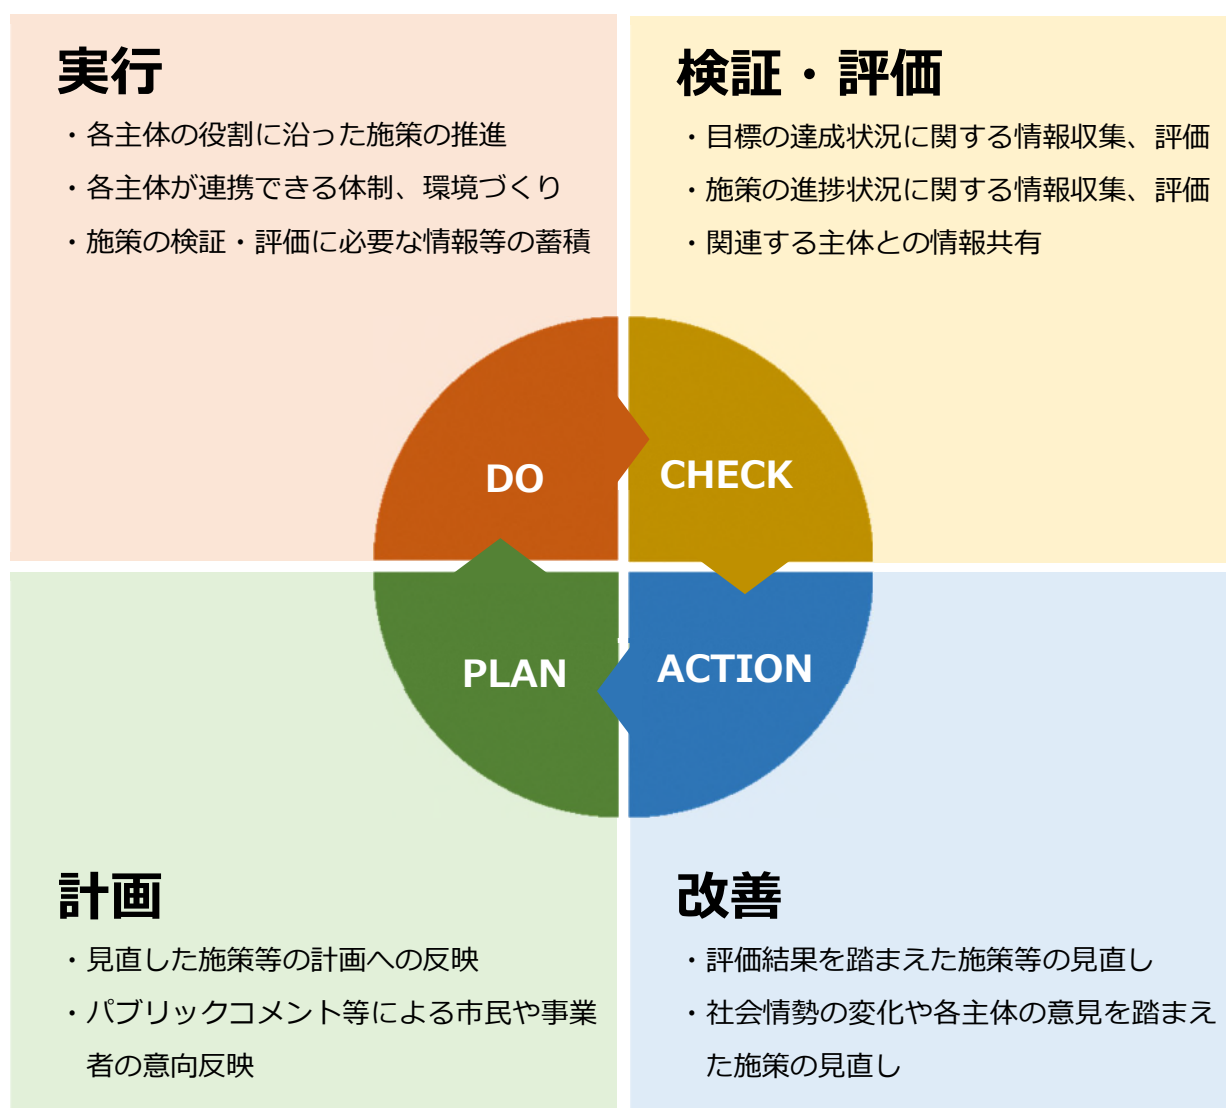 実行
・各主体の役割に沿った施策の推進
・各主体が連携できる体制、環境づくり
・施策の検証・評価に必要な情報等の蓄積
検証・評価
・目標の達成状況に関する情報収集、評価
・施策の進捗状況に関する情報収集、評価
・関連する主体との情報共有
DO
CHECK
PLAN
ACTION
計画
・見直した施策等の計画への反映
・パブリックコメント等による市民や事業
者の意向反映
改善
・評価結果を踏まえた施策等の見直し
・社会情勢の変化や各主体の意見を踏まえ
た施策の見直し